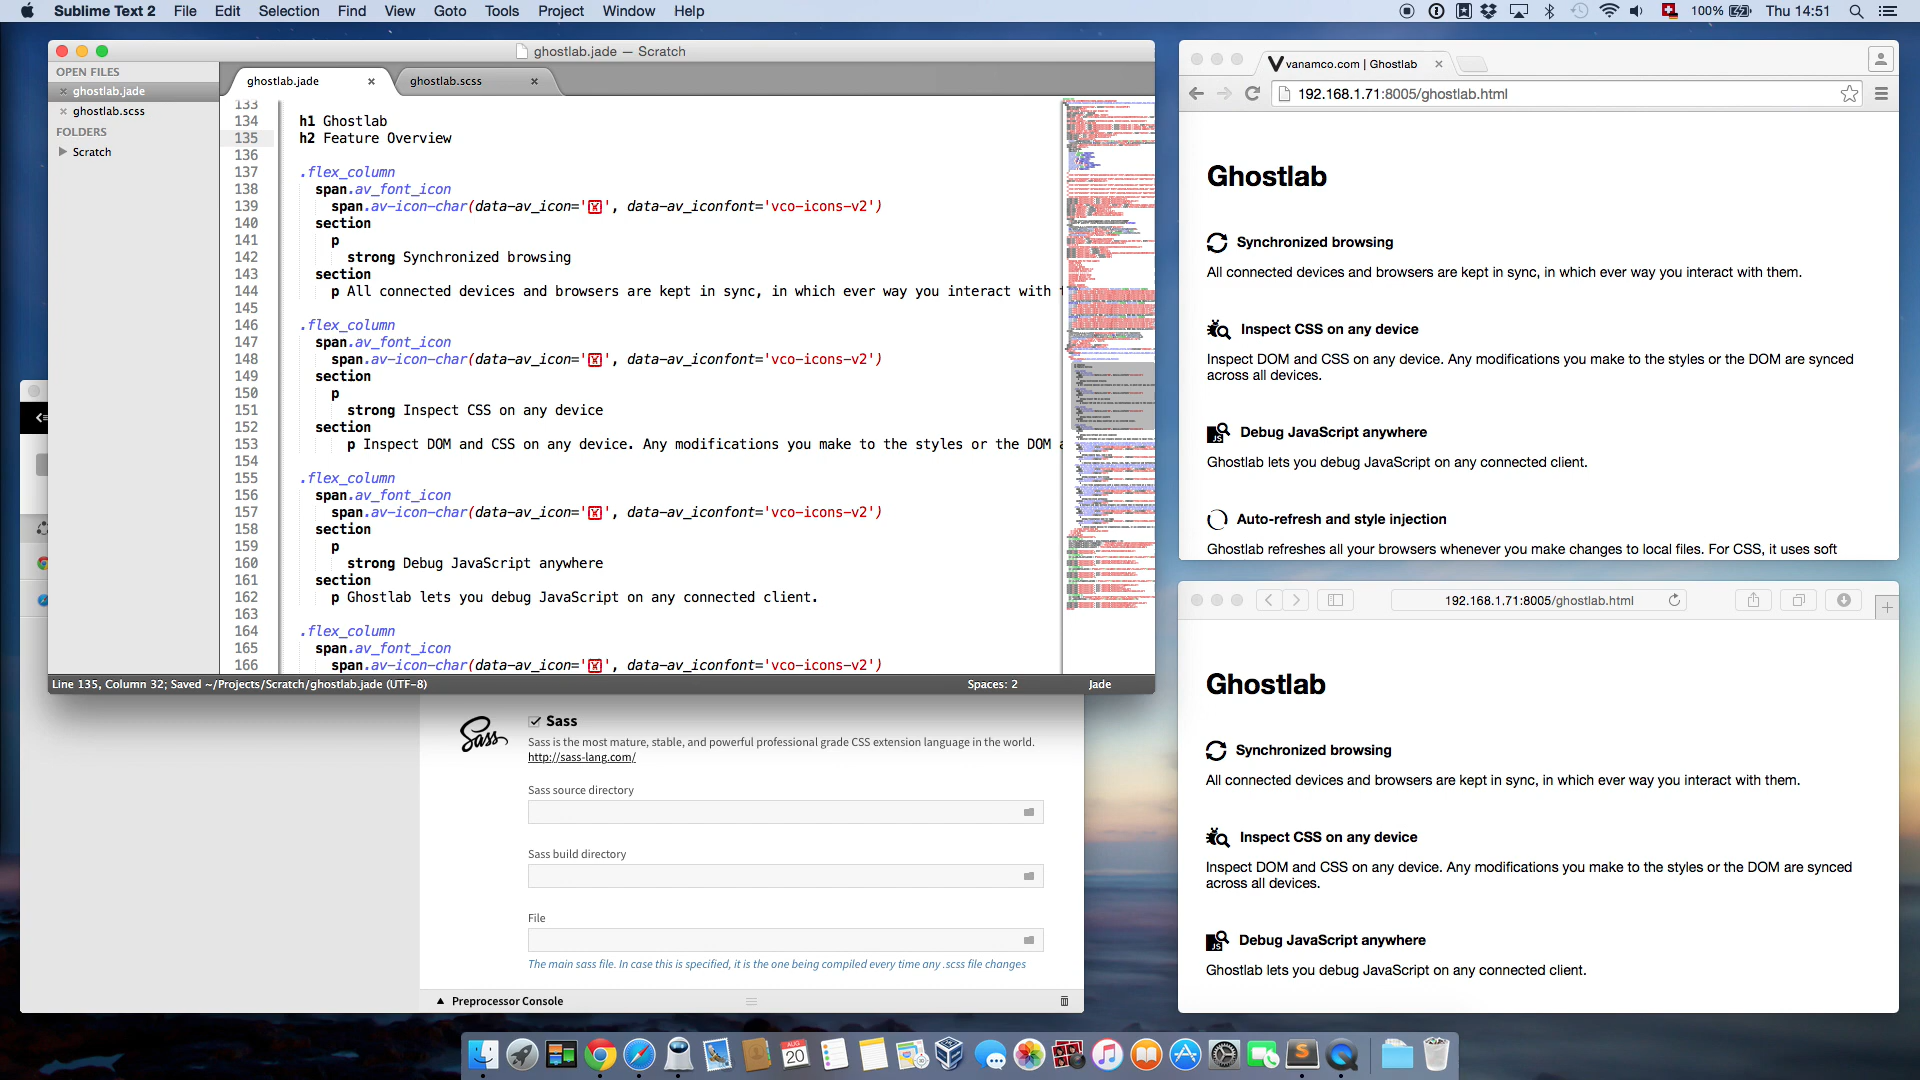 Sublime Text 2 File Edit Selection Find View Goto Tools Project Window Help 100% Thu 14:51
ghostlab.jade — Scratch
OPEN FILES
ghostlab.jade
ghostlab.scss
FOLDERS
Scratch
ghostlab.jade ghostlab.scss
133
134 h1 Ghostlab
135 h2 Feature Overview
136
137 .flex_column
138 span.av_font_icon
139 span.av-icon-char(data-av_icon='', data-av_iconfont='vco-icons-v2')
140 section
141 p
142 strong Synchronized browsing
143 section
144 p All connected devices and browsers are kept in sync, in which ever way you interact with
145
146 .flex_column
147 span.av_font_icon
148 span.av-icon-char(data-av_icon='', data-av_iconfont='vco-icons-v2')
149 section
150 p
151 strong Inspect CSS on any device
152 section
153 p Inspect DOM and CSS on any device. Any modifications you make to the styles or the DOM
154
155 .flex_column
156 span.av_font_icon
157 span.av-icon-char(data-av_icon='', data-av_iconfont='vco-icons-v2')
158 section
159 p
160 strong Debug JavaScript anywhere
161 section
162 p Ghostlab lets you debug JavaScript on any connected client.
163
164 .flex_column
165 span.av_font_icon
166 span.av-icon-char(data-av_icon='', data-av_iconfont='vco-icons-v2')
Line 135, Column 32; Saved ~/Projects/Scratch/ghostlab.jade (UTF-8) Spaces: 2 Jade
Sass
Sass
Sass is the most mature, stable, and powerful professional grade CSS extension language in the world.
http://sass-lang.com/
Sass source directory
Sass build directory
File
The main sass file. In case this is specified, it is the one being compiled every time any .scss file changes
Preprocessor Console
vanamco.com | Ghostlab
192.168.1.71:8005/ghostlab.html
Ghostlab
Synchronized browsing
All connected devices and browsers are kept in sync, in which ever way you interact with them.
Inspect CSS on any device
Inspect DOM and CSS on any device. Any modifications you make to the styles or the DOM are synced
across all devices.
JS
Debug JavaScript anywhere
Ghostlab lets you debug JavaScript on any connected client.
Auto-refresh and style injection
Ghostlab refreshes all your browsers whenever you make changes to local files. For CSS, it uses soft
192.168.1.71:8005/ghostlab.html
Ghostlab
Synchronized browsing
All connected devices and browsers are kept in sync, in which ever way you interact with them.
Inspect CSS on any device
Inspect DOM and CSS on any device. Any modifications you make to the styles or the DOM are synced
across all devices.
JS
Debug JavaScript anywhere
Ghostlab lets you debug JavaScript on any connected client.
AUG
20